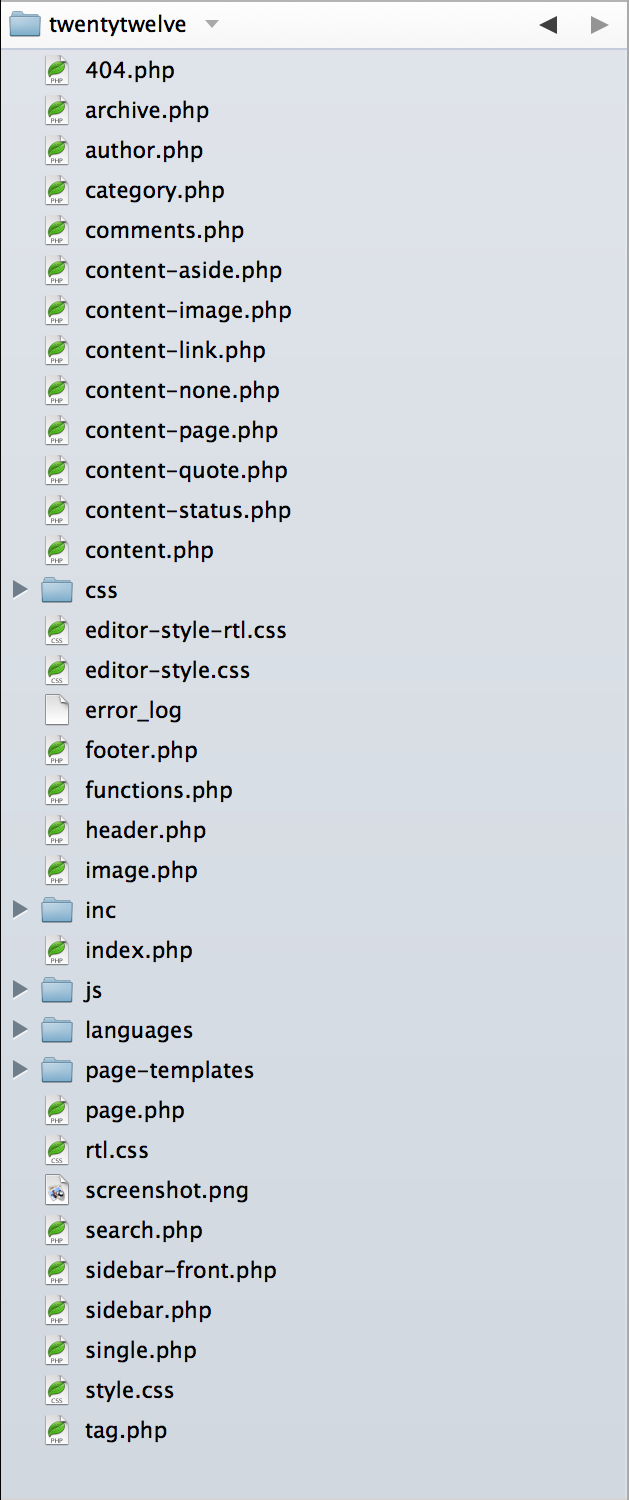 twentytwelve
404.php
archive.php
author.php
category.php
comments.php
content-aside.php
content-image.php
content-link.php
content-none.php
content-page.php
content-quote.php
content-status.php
content.php
css
editor-style-rtl.css
editor-style.css
error_log
footer.php
functions.php
header.php
image.php
inc
index.php
js
languages
page-templates
page.php
rtl.css
screenshot.png
search.php
sidebar-front.php
sidebar.php
single.php
style.css
tag.php